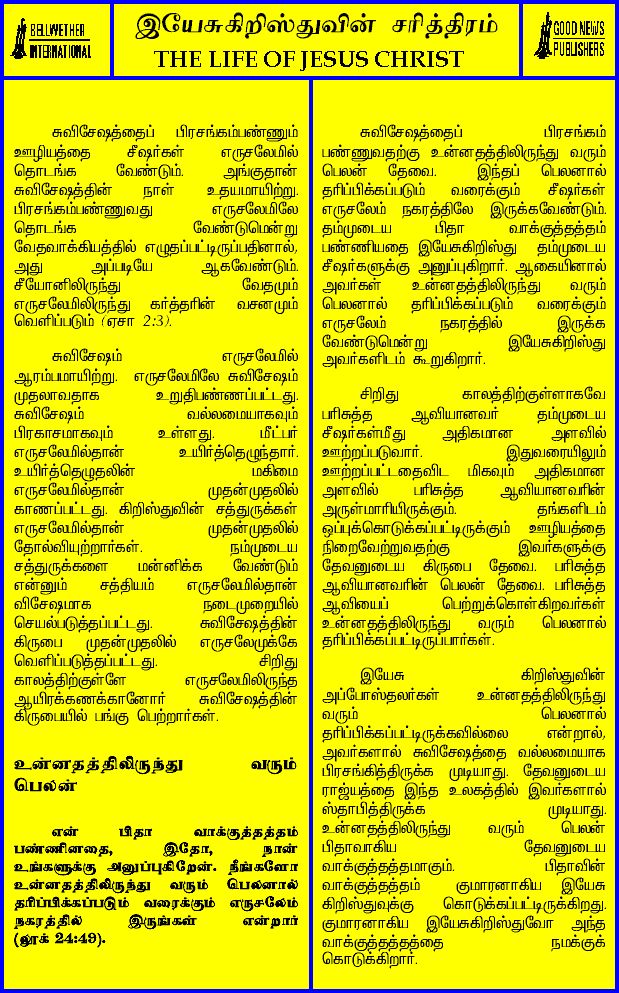 BELLWETHER
INTERNATIONAL
இயேசுகிறிஸ்துவின் சரித்திரம்
THE LIFE OF JESUS CHRIST
GOOD NEWS
PUBLISHERS
சுவிசேஷத்தைப் பிரசங்கம்பண்ணும்
ஊழியத்தை சீஷர்கள் எருசலேமில்
தொடங்க வேண்டும். அங்குதான்
சுவிசேஷத்தின் நாள் உதயமாயிற்று.
பிரசங்கம்பண்ணுவது எருசலேமிலே
தொடங்க வேண்டுமென்று
வேதவாக்கியத்தில் எழுதப்பட்டிருப்பதினால்,
அது அப்படியே ஆகவேண்டும்.
சீயோனிலிருந்து வேதமும்
எருசலேமிலிருந்து கர்த்தரின் வசனமும்
வெளிப்படும் (ஏசா 2:3).
சுவிசேஷம் எருசலேமில்
ஆரம்பமாயிற்று. எருசலேமிலே சுவிசேஷம்
முதலாவதாக உறுதிபண்ணப்பட்டது.
சுவிசேஷம் வல்லமையாகவும்
பிரகாசமாகவும் உள்ளது. மீட்பர்
எருசலேமில்தான் உயிர்த்தெழுந்தார்.
உயிர்த்தெழுதலின் மகிமை
எருசலேமில்தான் முதன்முதலில்
காணப்பட்டது. கிறிஸ்துவின் சத்துருக்கள்
எருசலேமில்தான் முதன்முதலில்
தோல்வியுற்றார்கள். நம்முடைய
சத்துருக்களை மன்னிக்க வேண்டும்
என்னும் சத்தியம் எருசலேமில்தான்
விசேஷமாக நடைமுறையில்
செயல்படுத்தப்பட்டது. சுவிசேஷத்தின்
கிருபை முதன்முதலில் எருசலேமுக்கே
வெளிப்படுத்தப்பட்டது. சிறிது
காலத்திற்குள்ளே எருசலேமிலிருந்த
ஆயிரக்கணக்கானோர் சுவிசேஷத்தின்
கிருபையில் பங்கு பெற்றார்கள்.
உன்னதத்திலிருந்து வரும்
பெலன்
என் பிதா வாக்குத்தத்தம்
பண்ணினதை, இதோ, நான்
உங்களுக்கு அனுப்புகிறேன். நீங்களோ
உன்னதத்திலிருந்து வரும் பெலனால்
தரிப்பிக்கப்படும் வரைக்கும் எருசலேம்
நகரத்தில் இருங்கள் என்றார்
(லூக் 24:49).
சுவிசேஷத்தைப் பிரசங்கம்
பண்ணுவதற்கு உன்னதத்திலிருந்து வரும்
பெலன் தேவை. இந்தப் பெலனால்
தரிப்பிக்கப்படும் வரைக்கும் சீஷர்கள்
எருசலேம் நகரத்திலே இருக்கவேண்டும்.
தம்முடைய பிதா வாக்குத்தத்தம்
பண்ணியதை இயேசுகிறிஸ்து தம்முடைய
சீஷர்களுக்கு அனுப்புகிறார். ஆகையினால்
அவர்கள் உன்னதத்திலிருந்து வரும்
பெலனால் தரிப்பிக்கப்படும் வரைக்கும்
எருசலேம் நகரத்தில் இருக்க
வேண்டுமென்று இயேசுகிறிஸ்து
அவர்களிடம் கூறுகிறார்.
சிறிது காலத்திற்குள்ளாகவே
பரிசுத்த ஆவியானவர் தம்முடைய
சீஷர்கள்மீது அதிகமான அளவில்
ஊற்றப்படுவார். இதுவரையிலும்
ஊற்றப்பட்டதைவிட மிகவும் அதிகமான
அளவில் பரிசுத்த ஆவியானவரின்
அருள்மாரியிருக்கும். தங்களிடம்
ஒப்புக்கொடுக்கப்பட்டிருக்கும் ஊழியத்தை
நிறைவேற்றுவதற்கு இவர்களுக்கு
தேவனுடைய கிருபை தேவை. பரிசுத்த
ஆவியானவரின் பெலன் தேவை. பரிசுத்த
ஆவியைப் பெற்றுக்கொள்கிறவர்கள்
உன்னதத்திலிருந்து வரும் பெலனால்
தரிப்பிக்கப்பட்டிருப்பார்கள்.
இயேசு கிறிஸ்துவின்
அப்போஸ்தலர்கள் உன்னதத்திலிருந்து
வரும் பெலனால்
தரிப்பிக்கப்பட்டிருக்கவில்லை என்றால்,
அவர்களால் சுவிசேஷத்தை வல்லமையாக
பிரசங்கித்திருக்க முடியாது. தேவனுடைய
ராஜ்யத்தை இந்த உலகத்தில் இவர்களால்
ஸ்தாபித்திருக்க முடியாது.
உன்னதத்திலிருந்து வரும் பெலன்
பிதாவாகிய தேவனுடைய
வாக்குத்தத்தமாகும். பிதாவின்
வாக்குத்தத்தம் குமாரனாகிய இயேசு
கிறிஸ்துவுக்கு கொடுக்கப்பட்டிருக்கிறது.
குமாரனாகிய இயேசுகிறிஸ்துவோ அந்த
வாக்குத்தத்தத்தை நமக்குக்
கொடுக்கிறார்.